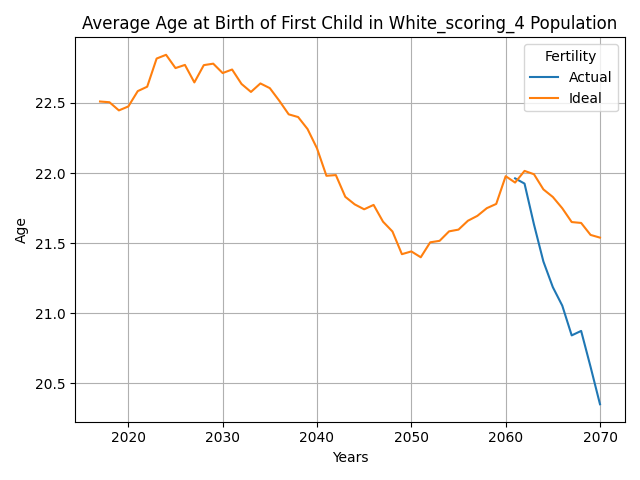 Average Age at Birth of First Child in White_scoring_4 Population
Fertility
Actual
Ideal
22.5
22.0
21.5
21.0
20.5
Age
2020 2030 2040 2050 2060 2070
Years